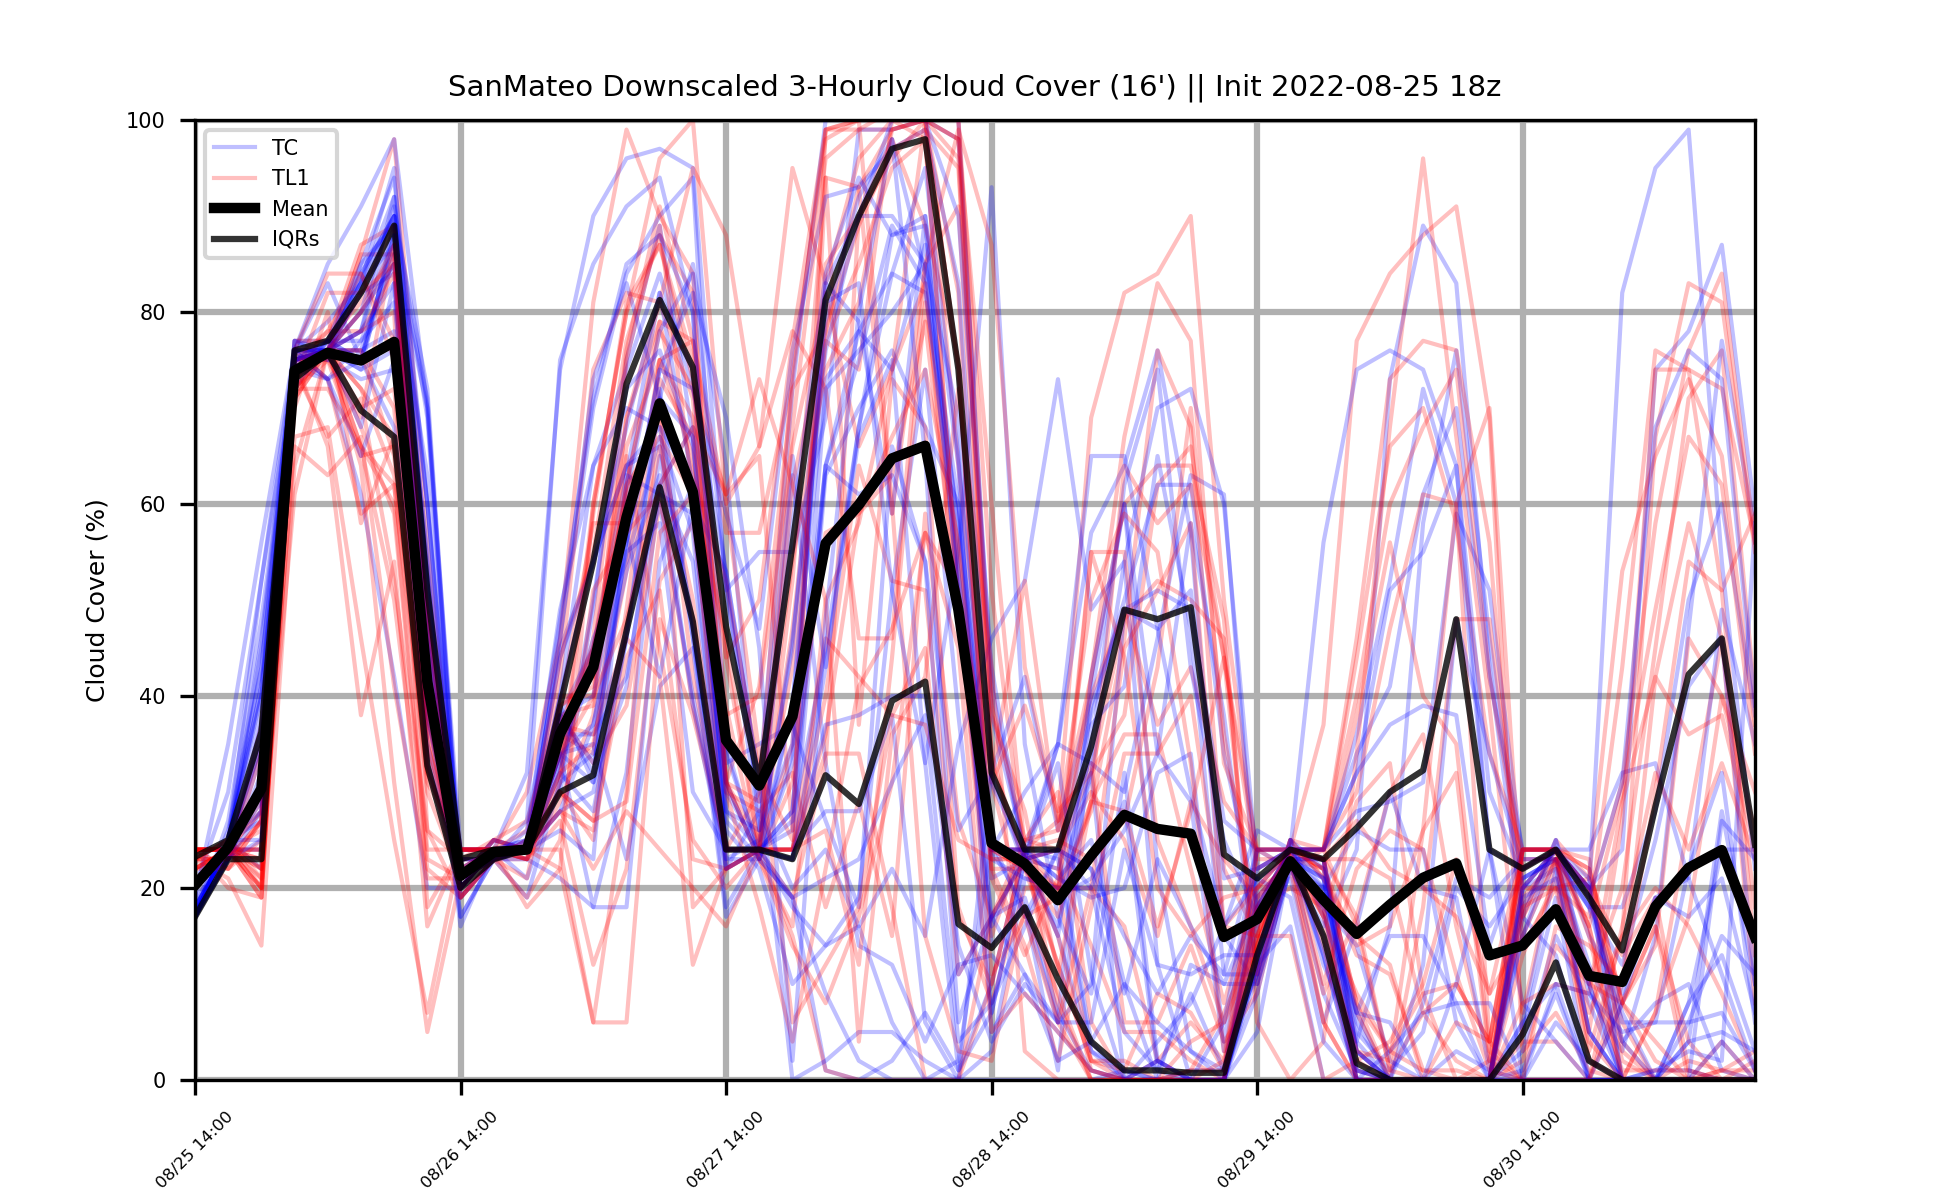 SanMateo Downscaled 3-Hourly Cloud Cover (16') || Init 2022-08-25 18z
TC
TL1
Mean
IQRs
Cloud Cover (%)
100
80
60
40
20
0
08/25 14:00
08/26 14:00
08/27 14:00
08/28 14:00
08/29 14:00
08/30 14:00